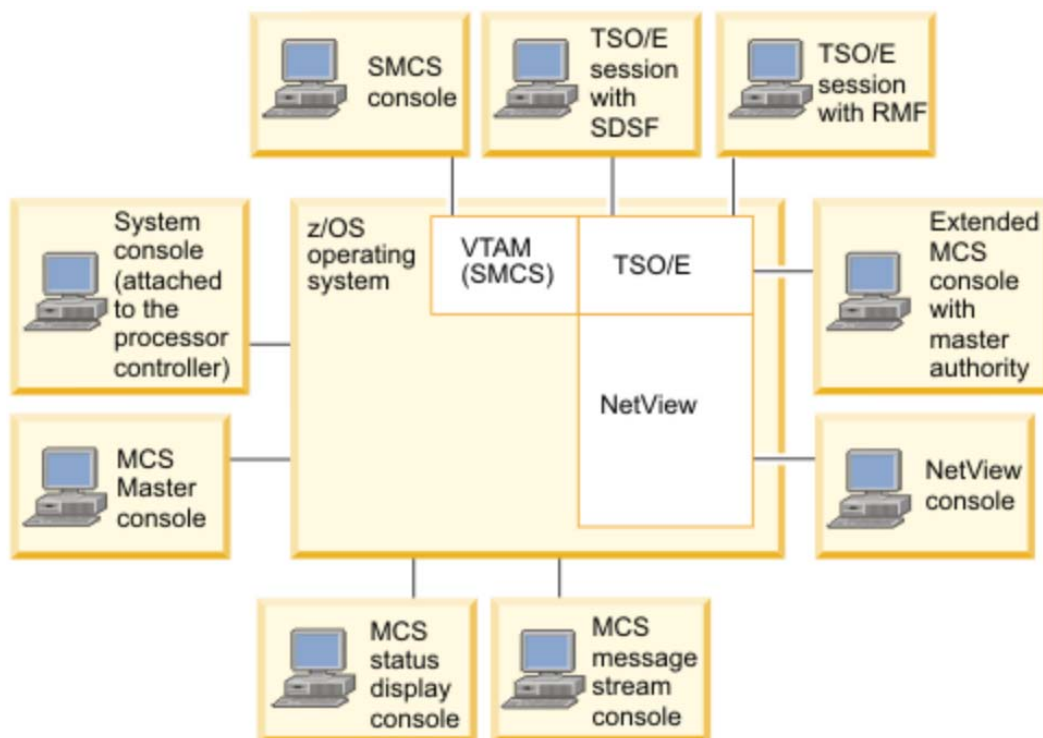 SMCS
console
TSO/E
session
with
SDSF
TSO/E
session
with RMF
System
console
(attached
to the
processor
controller)
z/OS
operating
system
VTAM
(SMCS)
TSO/E
Extended
MCS
console
with
master
authority
NetView
MCS
Master
console
NetView
console
MCS
status
display
console
MCS
message
stream
console